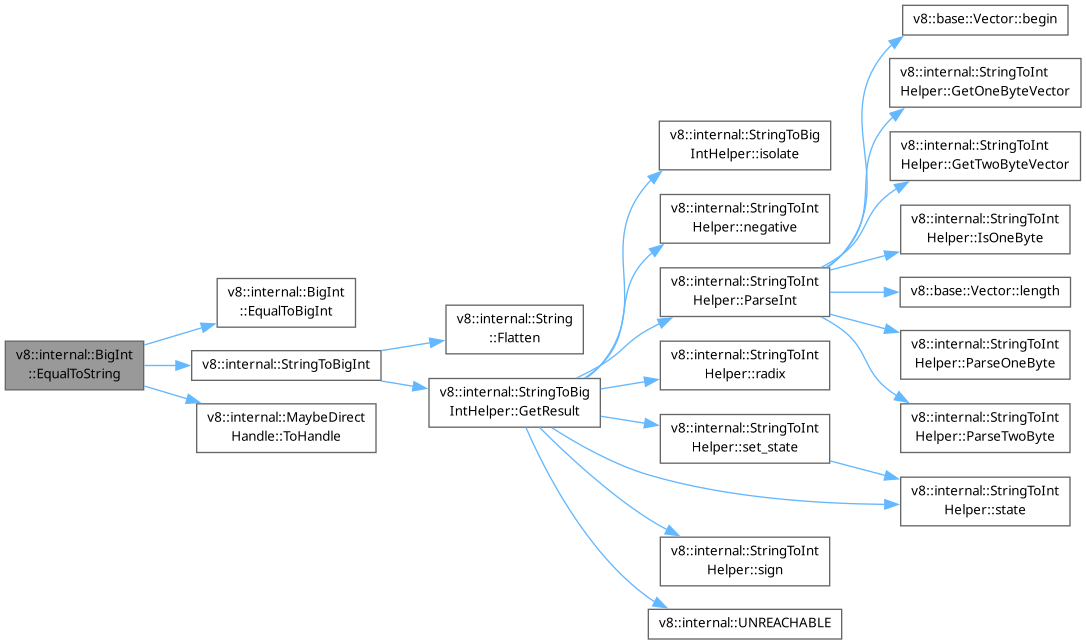 v8::internal::BigInt
::EqualToString
v8::internal::BigInt
::EqualToBigInt
v8::internal::StringToBigInt
v8::internal::MaybeDirect
Handle::ToHandle
v8::internal::String
::Flatten
v8::internal::StringToBig
IntHelper::GetResult
v8::internal::StringToBig
IntHelper::isolate
v8::internal::StringToInt
Helper::negative
v8::internal::StringToInt
Helper::ParseInt
v8::internal::StringToInt
Helper::radix
v8::internal::StringToInt
Helper::set_state
v8::internal::StringToInt
Helper::sign
v8::internal::UNREACHABLE
v8::base::Vector::begin
v8::internal::StringToInt
Helper::GetOneByteVector
v8::internal::StringToInt
Helper::GetTwoByteVector
v8::internal::StringToInt
Helper::IsOneByte
v8::base::Vector::length
v8::internal::StringToInt
Helper::ParseOneByte
v8::internal::StringToInt
Helper::ParseTwoByte
v8::internal::StringToInt
Helper::state